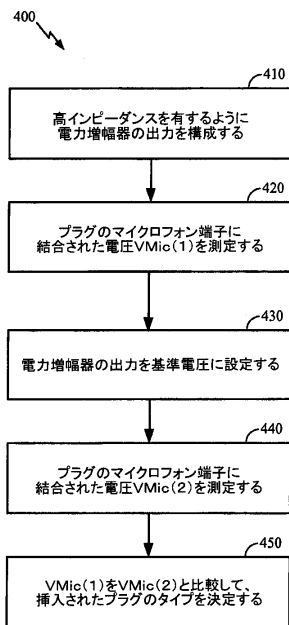 400
410
高インピーダンスを有するように
電力増幅器の出力を構成する
420
プラグのマイクロフォン端子に
結合された電圧VMic(1)を測定する
430
電力増幅器の出力を基準電圧に設定する
440
プラグのマイクロフォン端子に
結合された電圧VMic(2)を測定する
450
VMic(1)をVMic(2)と比較して、
挿入されたプラグのタイプを決定する